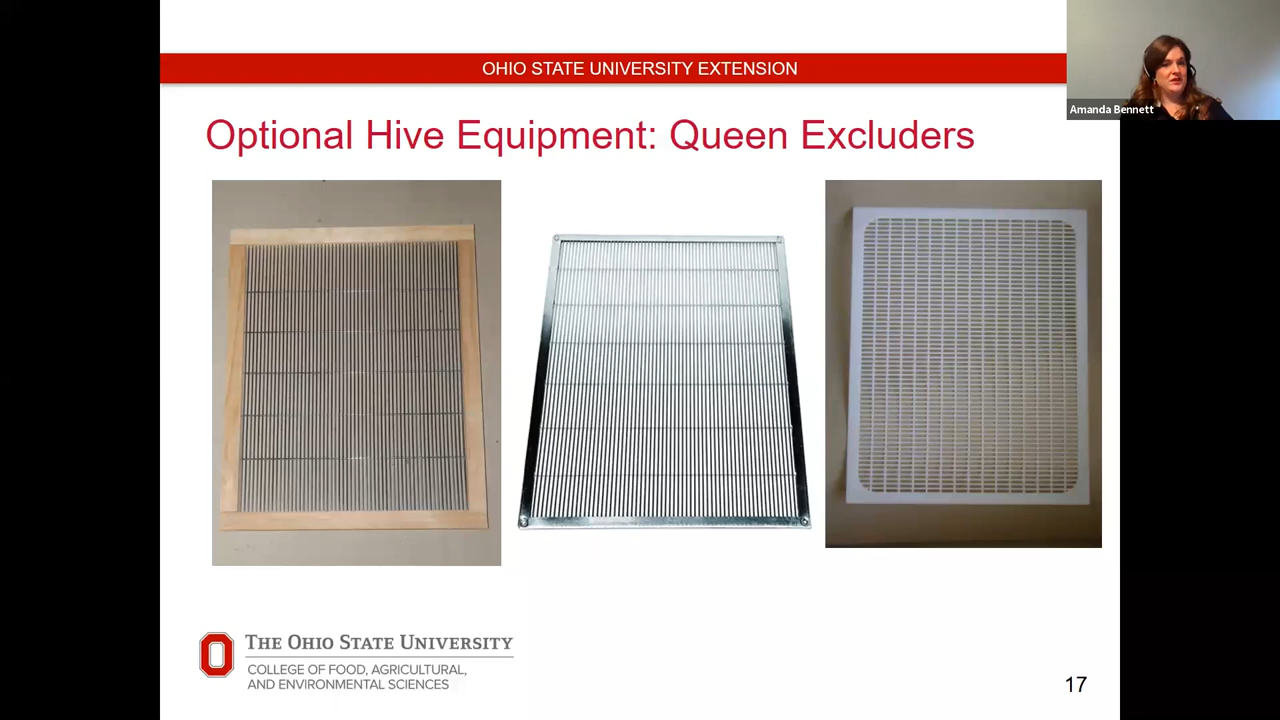 OHIO STATE UNIVERSITY EXTENSION
Amanda Bennett
Optional Hive Equipment: Queen Excluders
THE OHIO STATE UNIVERSITY
COLLEGE OF FOOD, AGRICULTURAL,
AND ENVIRONMENTAL SCIENCES
17